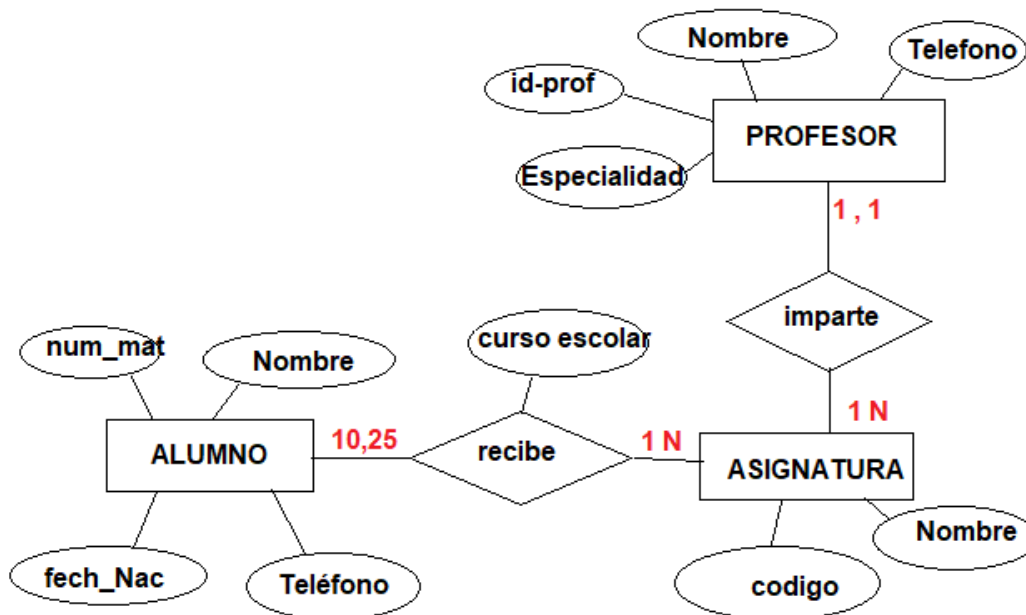 Nombre
Telefono
id-prof
PROFESOR
Especialidad
1 , 1
imparte
curso escolar
num_mat
Nombre
1 N
10,25
recibe
1 N
ALUMNO
ASIGNATURA
Nombre
fech_Nac
Teléfono
codigo